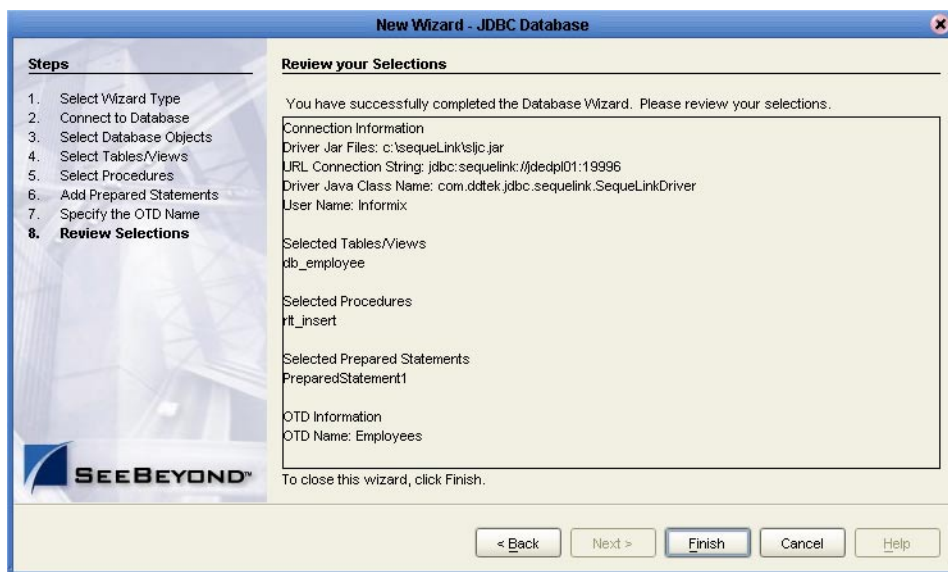 New Wizard - JDBC Database
Steps
1. Select Wizard Type
2. Connect to Database
3. Select Database Objects
4. Select Tables/Views
5. Select Procedures
6. Add Prepared Statements
7. Specify the OTD Name
8. Review Selections
SEEBEYOND™
Review your Selections
You have successfully completed the Database Wizard. Please review your selections.
Connection Information
Driver Jar Files: c:\sequeLink\sljc.jar
URL Connection String: jdbc:sequelink://jdedpl01:19996
Driver Java Class Name: com.ddtek.jdbc.sequelink.SequeLinkDriver
User Name: Informix
Selected Tables/Views
db_employee
Selected Procedures
rlt_insert
Selected Prepared Statements
PreparedStatement1
OTD Information
OTD Name: Employees
To close this wizard, click Finish.
< Back
Next >
Finish
Cancel
Help